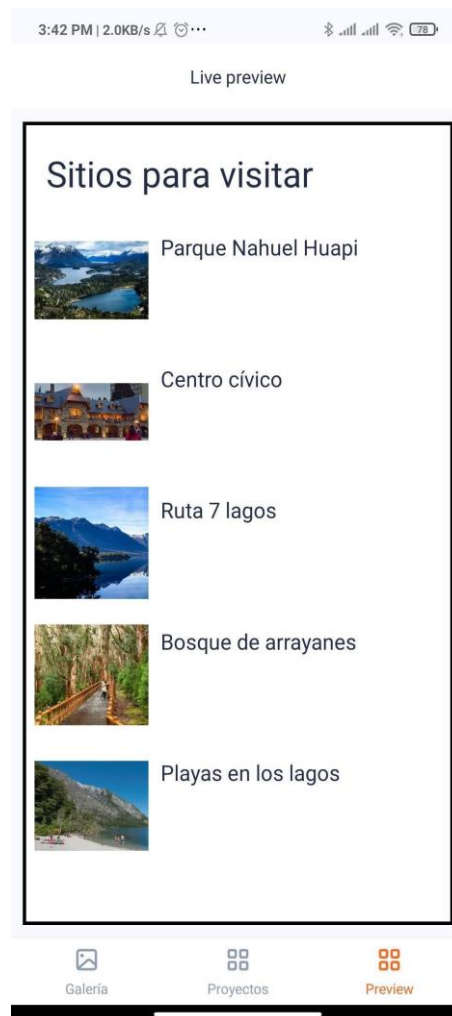 3:42 PM | 2.0KB/s
78
Live preview
Sitios para visitar
Parque Nahuel Huapi
Centro cívico
Ruta 7 lagos
Bosque de arrayanes
Playas en los lagos
Galería
Proyectos
Preview